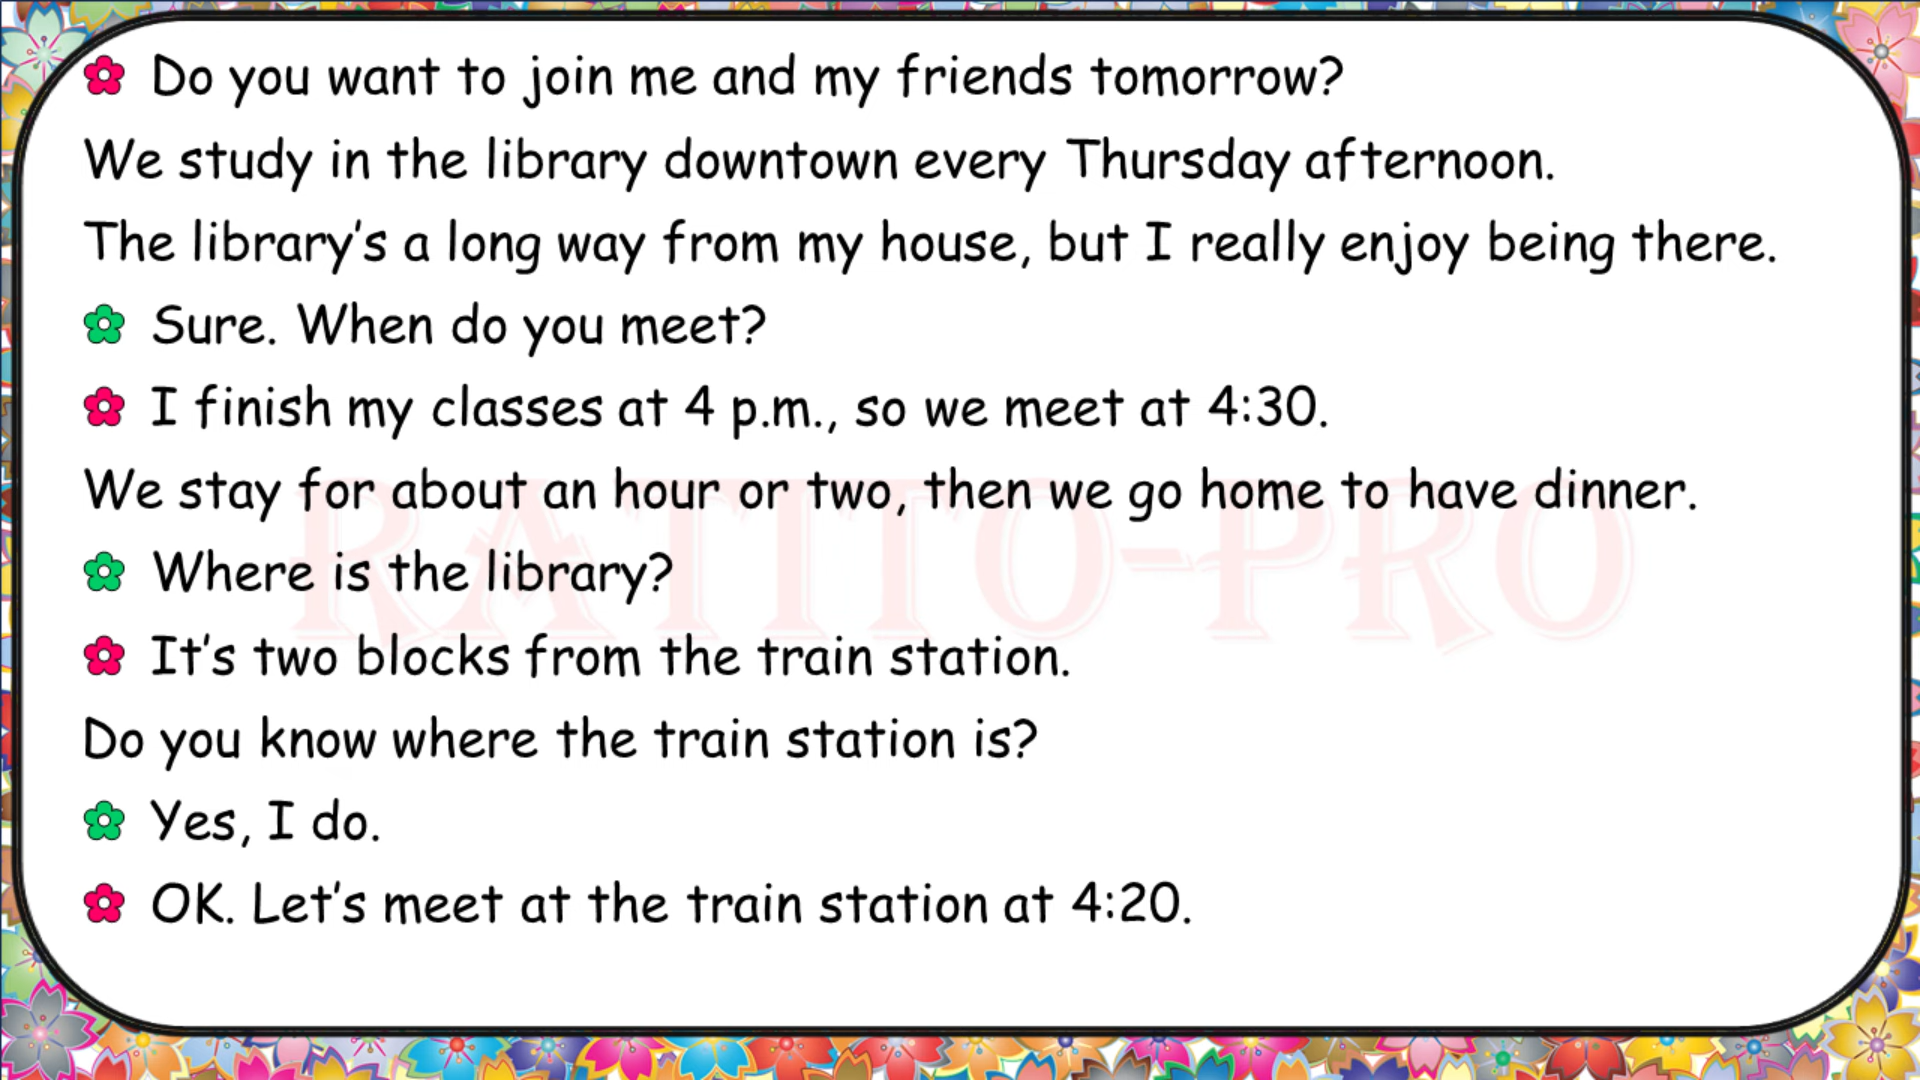 Do you want to join me and my friends tomorrow?
We study in the library downtown every Thursday afternoon.
The library's a long way from my house, but I really enjoy being there.
Sure. When do you meet?
I finish my classes at 4 p.m., so we meet at 4:30.
We stay for about an hour or two, then we go home to have dinner.
RATITO-PRO
Where is the library?
It's two blocks from the train station.
Do you know where the train station is?
Yes, I do.
OK. Let's meet at the train station at 4:20.